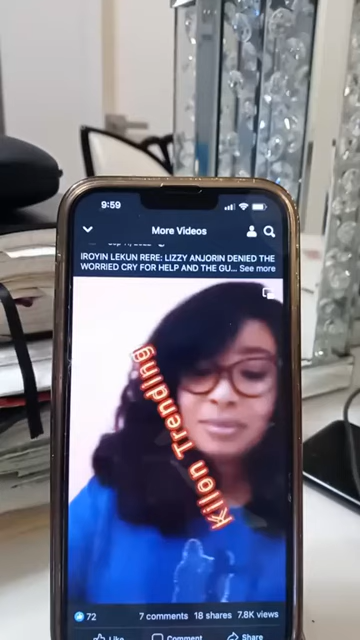 9:59
More Videos
IROYIN LEKUN RERE: LIZZY ANJORIN DENIED THE
WORRIED CRY FOR HELP AND THE GU... See more
Kilon Trending
72
7 comments 18 shares 7.8K views
Like
Comment
Share